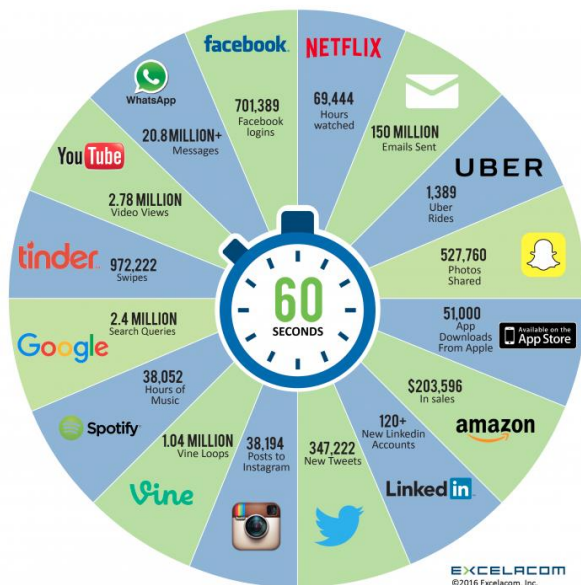 facebook.
701,389
Facebook
logins
NETFLIX
69,444
Hours
watched
150 MILLION
Emails Sent
UBER
1,389
Uber
Rides
527,760
Photos
Shared
51,000
App
Downloads
From Apple
Available on the
App Store
$203,596
In sales
amazon
120+
New Linkedin
Accounts
Linked in
347,222
New Tweets
38,194
Posts to
Instagram
1.04 MILLION
Vine Loops
Vine
38,052
Hours of
Music
Spotify
2.4 MILLION
Search Queries
Google
972,222
Swipes
tinder
2.78 MILLION
Video Views
YouTube
20.8 MILLION+
Messages
WhatsApp
60
SECONDS
EXCELACOM
©2016 Excelacom, Inc.